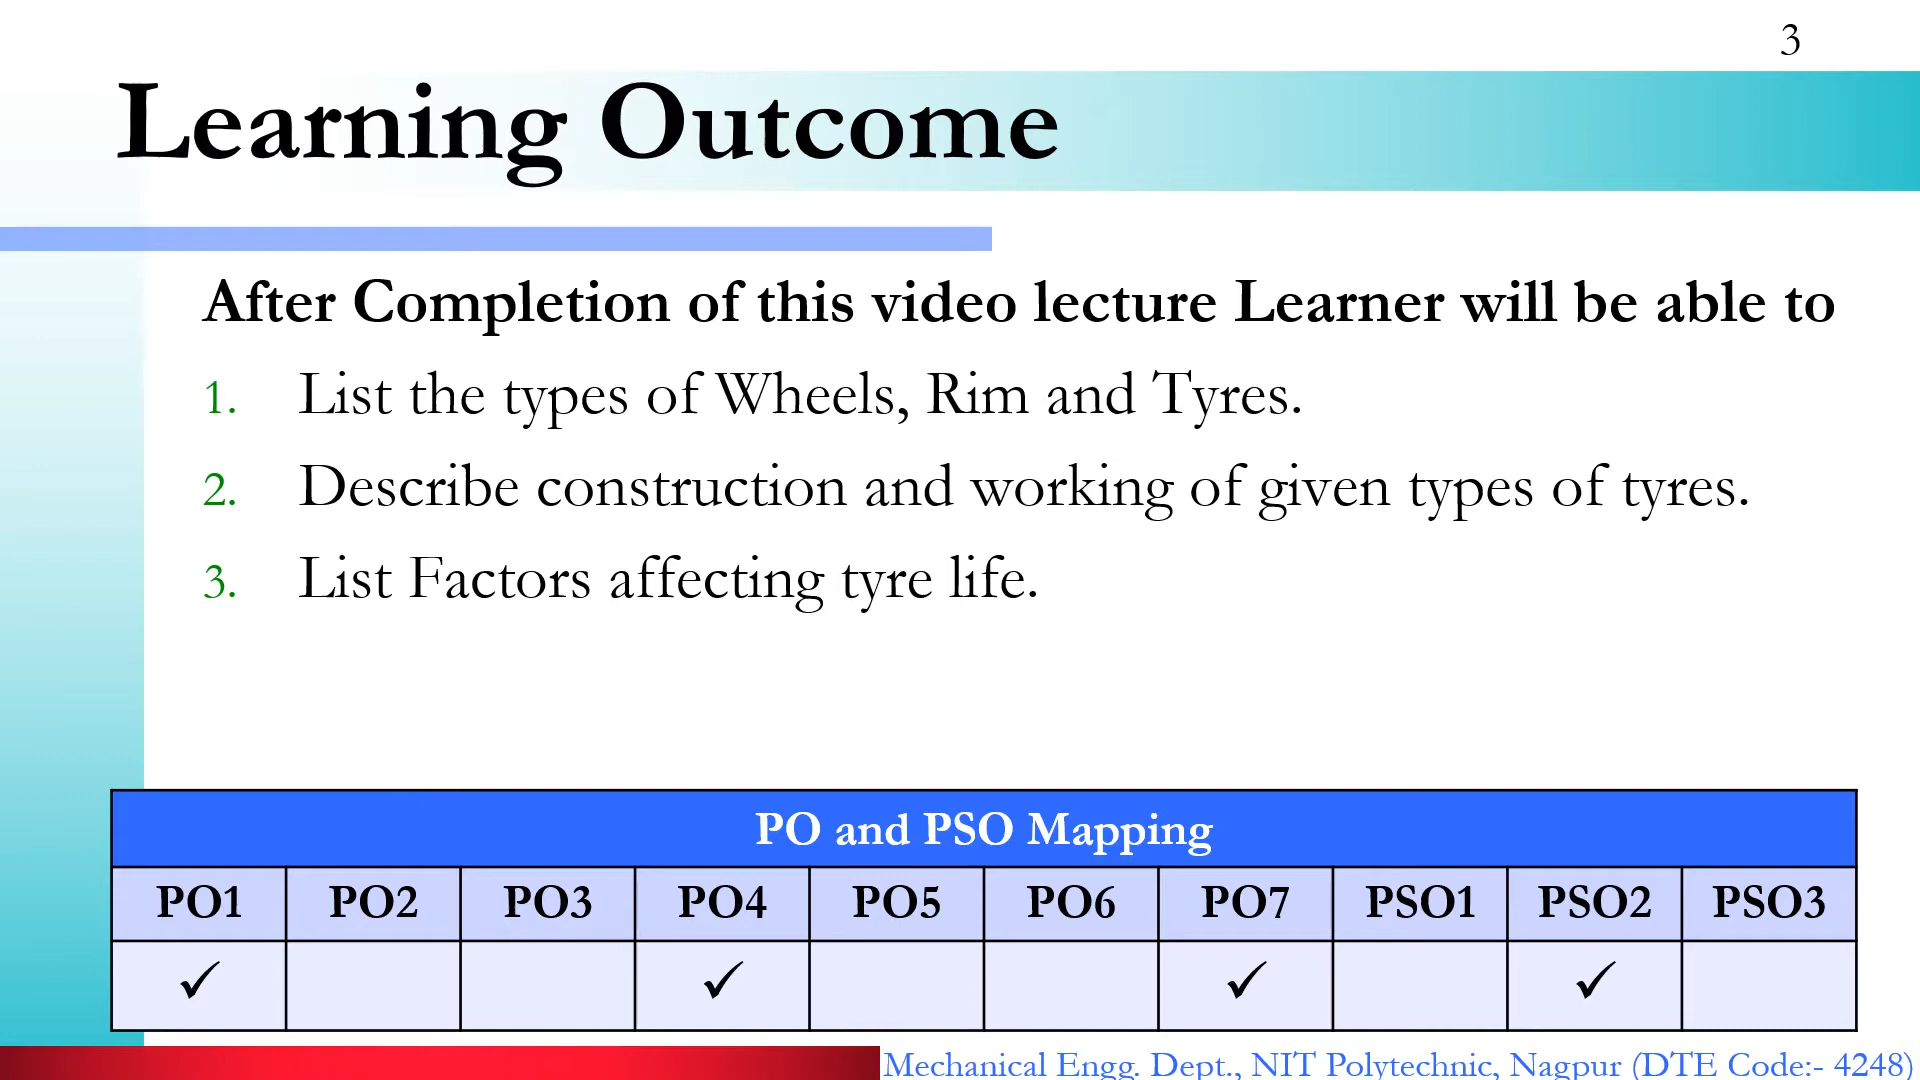 3
Learning Outcome
After Completion of this video lecture Learner will be able to
1. List the types of Wheels, Rim and Tyres.
2. Describe construction and working of given types of tyres.
3. List Factors affecting tyre life.
PO and PSO Mapping
PO1 PO2 PO3 PO4 PO5 PO6 PO7 PSO1 PSO2 PSO3
✓ ✓ ✓ ✓
Mechanical Engg. Dept., NIT Polytechnic, Nagpur (DTE Code:- 4248)